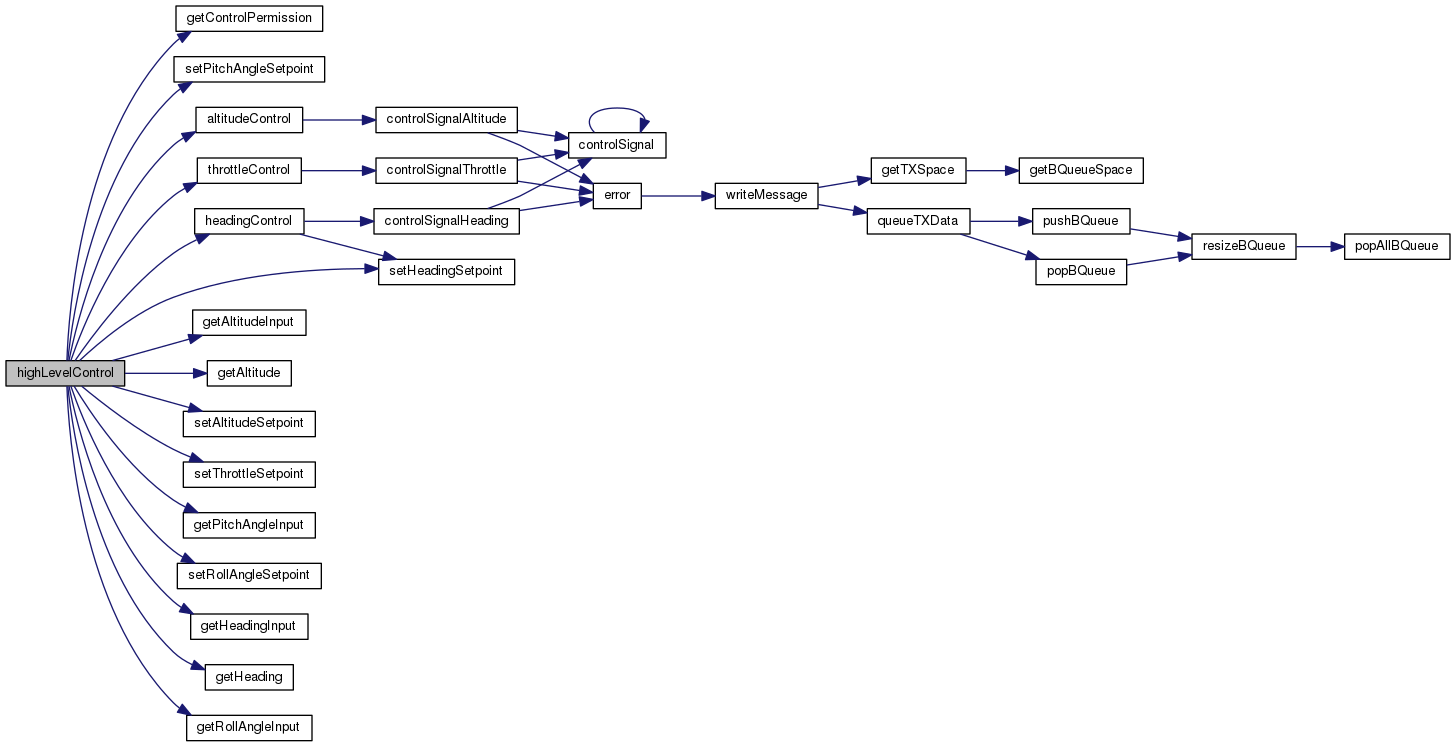 getControlPermission
setPitchAngleSetpoint
altitudeControl
controlSignalAltitude
controlSignal
throttleControl
controlSignalThrottle
getTXSpace
getBQueueSpace
error
writeMessage
headingControl
controlSignalHeading
queueTXData
pushBQueue
resizeBQueue
popAllBQueue
setHeadingSetpoint
popBQueue
getAltitudeInput
highLevelControl
getAltitude
setAltitudeSetpoint
setThrottleSetpoint
getPitchAngleInput
setRollAngleSetpoint
getHeadingInput
getHeading
getRollAngleInput